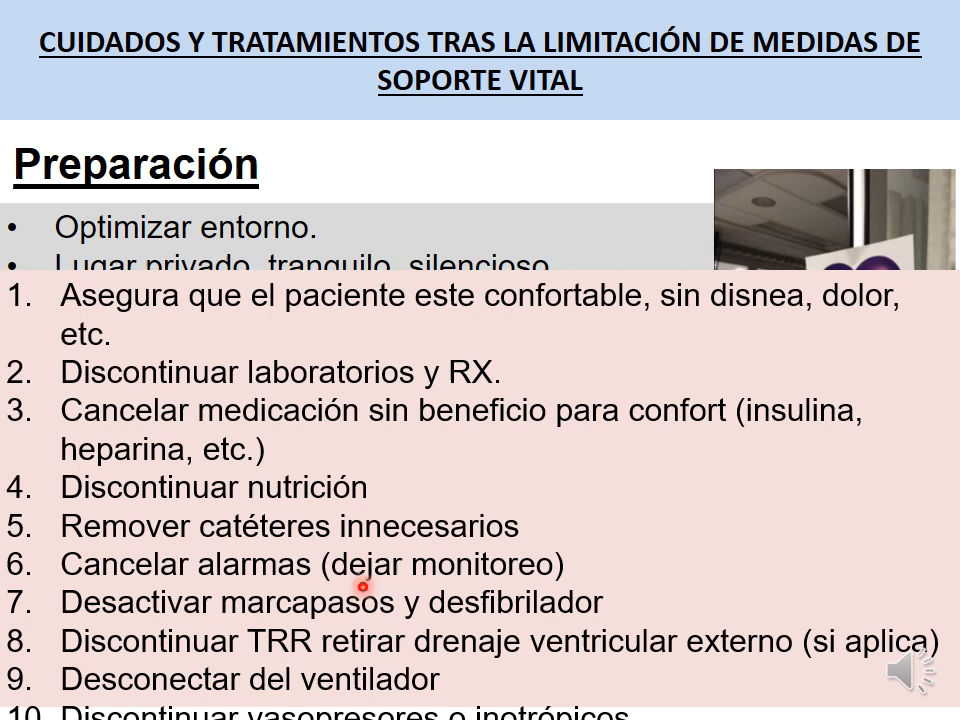 CUIDADOS Y TRATAMIENTOS TRAS LA LIMITACIÓN DE MEDIDAS DE
SOPORTE VITAL
Preparación
• Optimizar entorno.
• Lugar privado, tranquilo, silencioso
1. Asegura que el paciente este confortable, sin disnea, dolor,
etc.
2. Discontinuar laboratorios y RX.
3. Cancelar medicación sin beneficio para confort (insulina,
heparina, etc.)
4. Discontinuar nutrición
5. Remover catéteres innecesarios
6. Cancelar alarmas (dejar monitoreo)
7. Desactivar marcapasos y desfibrilador
8. Discontinuar TRR retirar drenaje ventricular externo (si aplica)
9. Desconectar del ventilador
10. Discontinuar vasopresores o inotrópicos